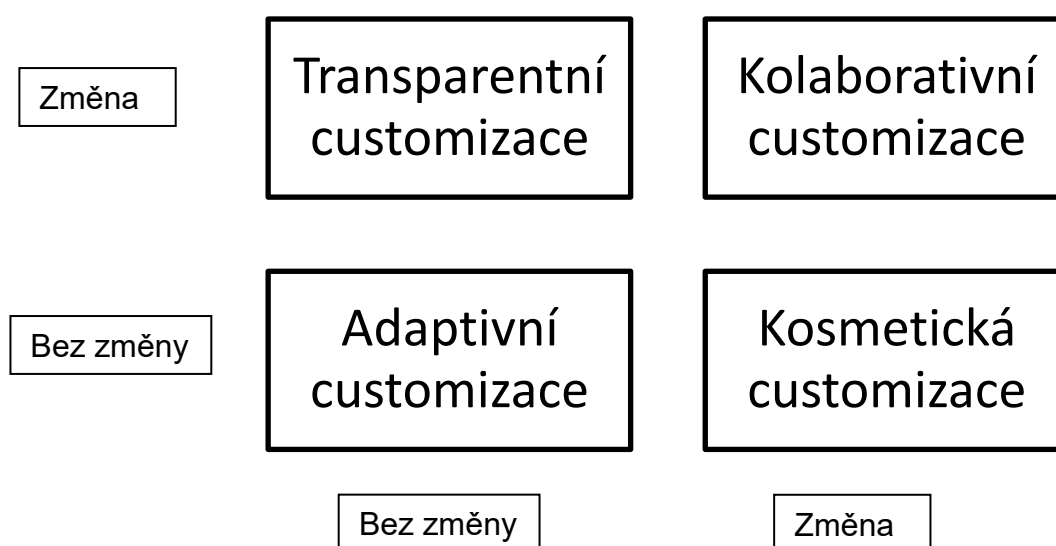 Změna
Transparentní
customizace
Kolaborativní
customizace
Bez změny
Adaptivní
customizace
Kosmetická
customizace
Bez změny
Změna